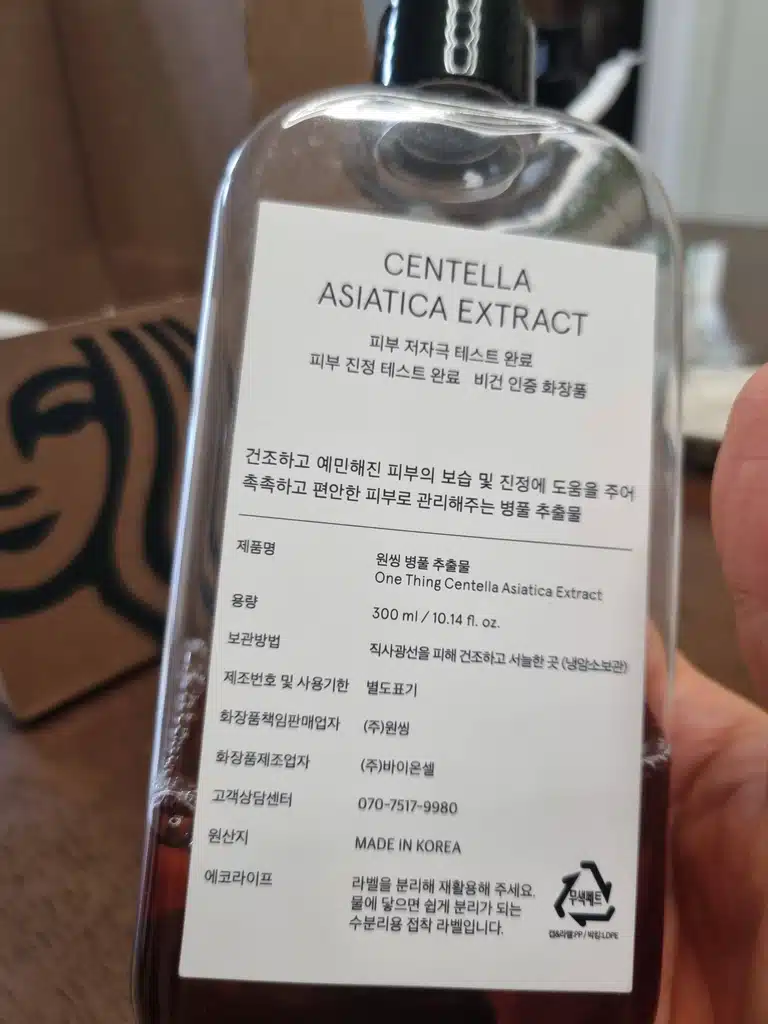 CENTELLA
ASIATICA EXTRACT
피부 저자극 테스트 완료
피부 진정 테스트 완료 비건 인증 화장품
건조하고 예민해진 피부의 보습 및 진정에 도움을 주어
촉촉하고 편안한 피부로 관리해주는 병풀 추출물
제품명 원씽 병풀 추출물
One Thing Centella Asiatica Extract
용량 300 ml / 10.14 fl. oz.
보관방법 직사광선을 피해 건조하고 서늘한 곳 (냉암소보관)
제조번호 및 사용기한 별도표기
화장품책임판매업자 (주)원씽
화장품제조업자 (주)바이온셀
고객상담센터 070-7517-9980
원산지 MADE IN KOREA
에코라이프 라벨을 분리해 재활용해 주세요.
물에 닿으면 쉽게 분리가 되는
수분리용 접착 라벨입니다.
무색페트
캡&라벨:PP / 박킹:LDPE